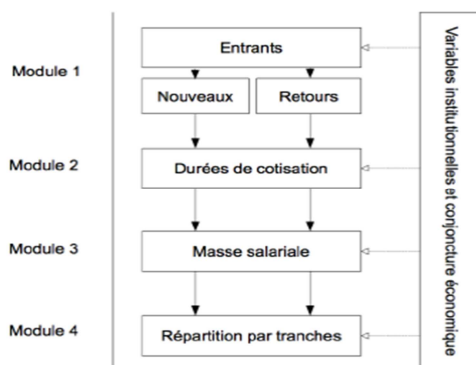 Entrants
Module 1
Nouveaux
Retours
Module 2
Durées de cotisation
Module 3
Masse salariale
Module 4
Répartition par tranches
Variables institutionnelles et conjoncture économique